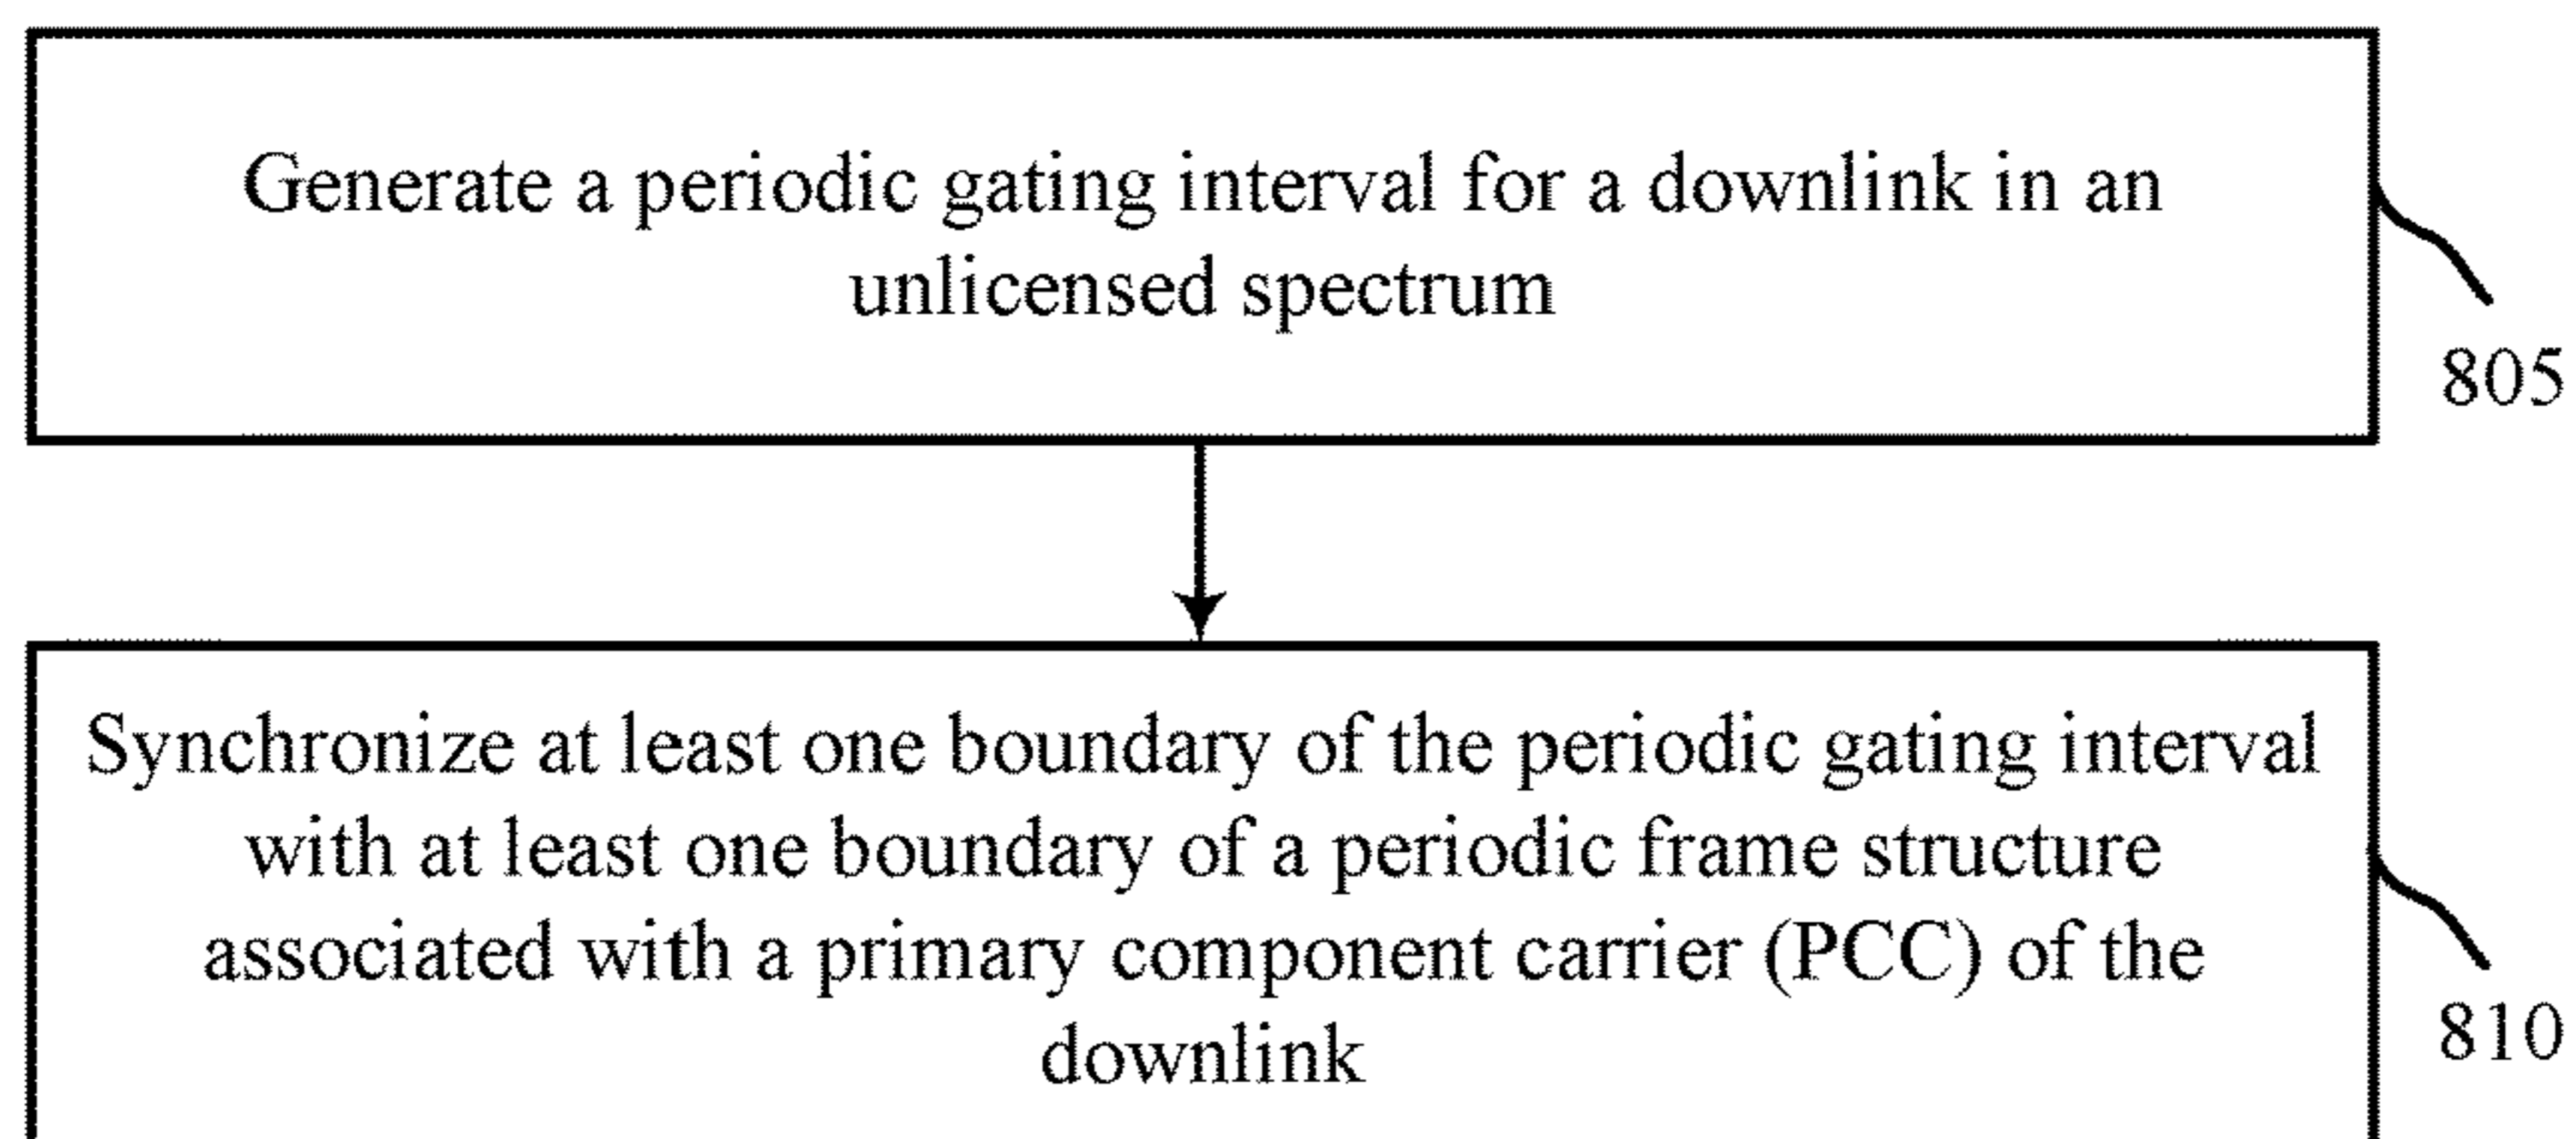 Generate a periodic gating interval for a downlink in an
unlicensed spectrum
805
Synchronize at least one boundary of the periodic gating interval
with at least one boundary of a periodic frame structure
associated with a primary component carrier (PCC) of the
downlink
810